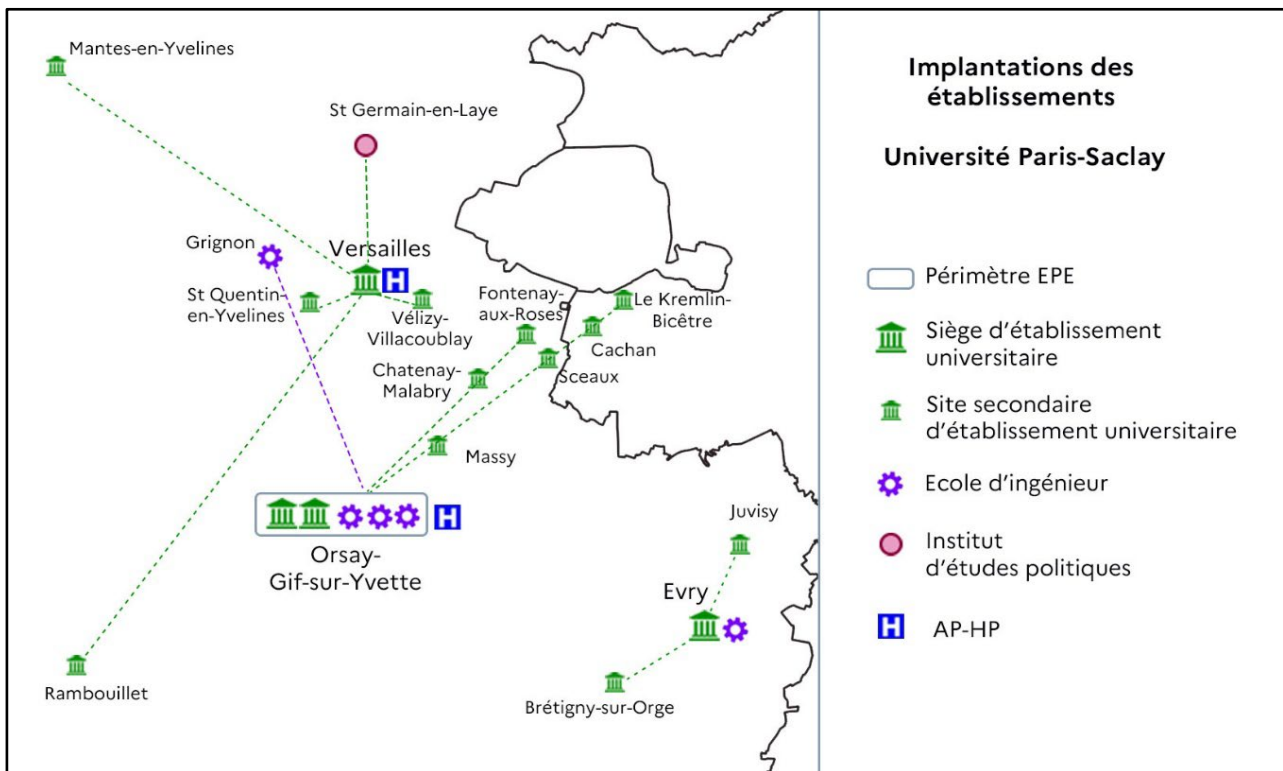 Mantes-en-Yvelines
St Germain-en-Laye
Grignon
Versailles
St Quentin-
en-Yvelines
Vélizy-
Villacoublay
Fontenay-
aux-Roses
Le Kremlin-
Bicêtre
Cachan
Sceaux
Chatenay-
Malabry
Massy
Orsay-
Gif-sur-Yvette
Juvisy
Evry
Brétigny-sur-Orge
Rambouillet
Implantations des
établissements
Université Paris-Saclay
Périmètre EPE
Siège d'établissement
universitaire
Site secondaire
d'établissement universitaire
Ecole d'ingénieur
Institut
d'études politiques
H AP-HP
H
H